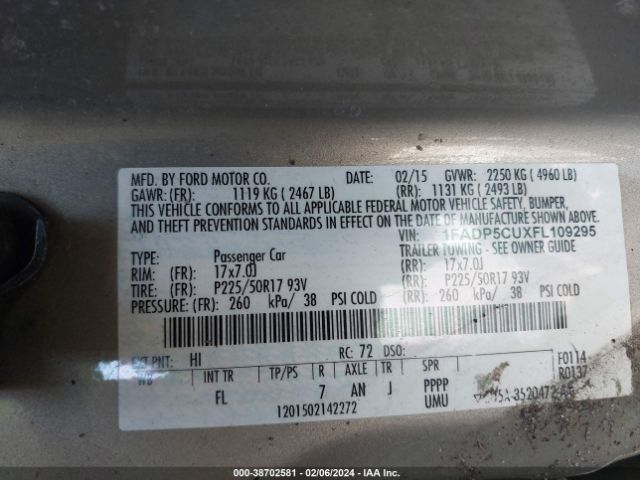 MFD. BY FORD MOTOR CO. DATE: 02/15 GVWR: 2250 KG ( 4960 LB)
GAWR: (FR): 1119 KG ( 2467 LB) (RR): 1131 KG ( 2493 LB)
THIS VEHICLE CONFORMS TO ALL APPLICABLE FEDERAL MOTOR VEHICLE SAFETY, BUMPER,
AND THEFT PREVENTION STANDARDS IN EFFECT ON THE DATE OF MANUFACTURE SHOWN ABOVE.
VIN: 1FADP5CUXFL109295
TYPE: Passenger Car TRAILER TOWING - SEE OWNER GUIDE
RIM: (FR): 17x7.0J (RR): 17x7.0J
TIRE: (FR): P225/50R17 93V (RR): P225/50R17 93V
PRESSURE: (FR): 260 kPa/ 38 PSI COLD (RR): 260 kPa/ 38 PSI COLD
EXT PNT: HI RC: 72 DSO: F0114
WB INT TR TP/PS R AXLE TR SPR R0137
FL 7 AN J PPPP
UMU
1201502142272
000-38702581 - 02/06/2024 - IAA Inc.